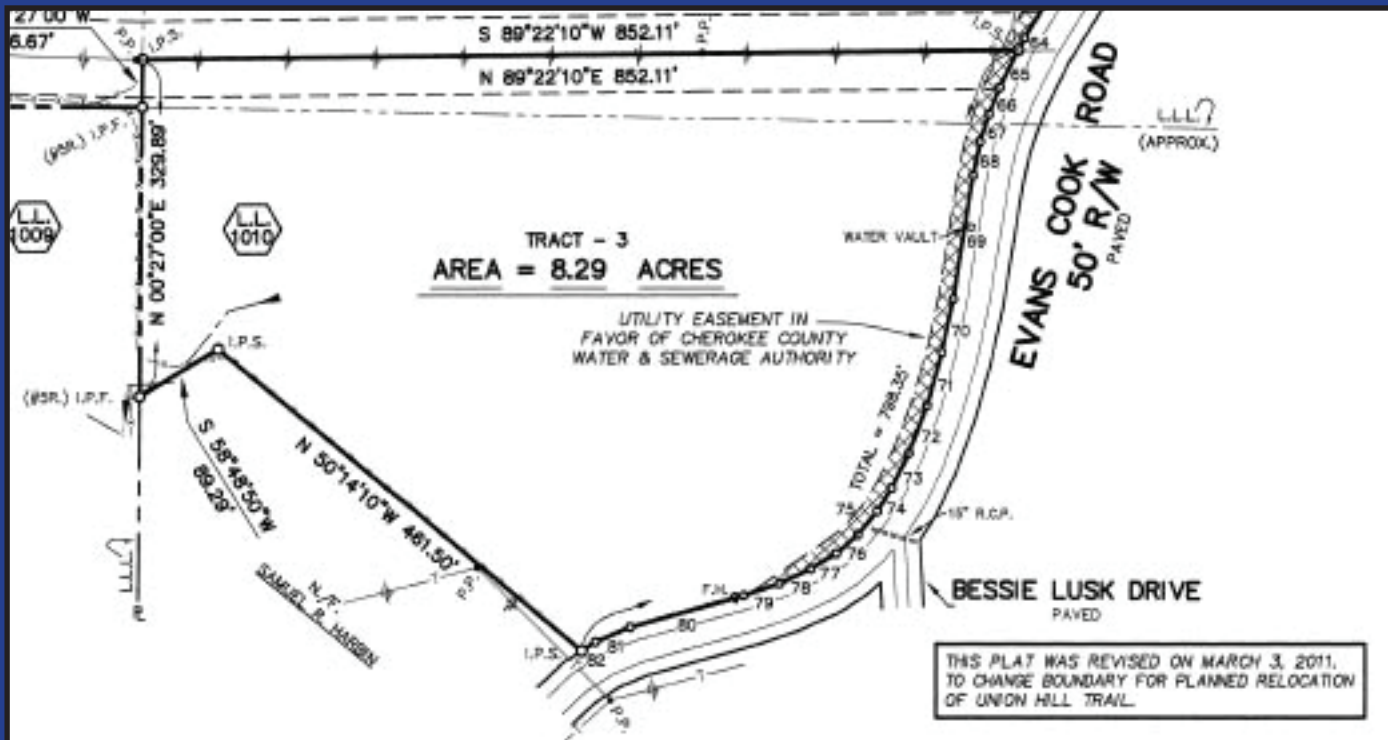 27'00 W
6.67'
P.P.
I.P.S.
S 89°22'10"W 852.11'
P.P.
I.P.S.
64
N 89°22'10"E 852.11'
65
66
67
68
EVANS COOK ROAD
50' R/W
PAVED
L.L.L.
(APPROX.)
(#5R.) I.P.F.
N 00°27'00"E 329.89'
L.L.
1009
L.L.
1010
TRACT - 3
AREA = 8.29 ACRES
WATER VAULT
69
UTILITY EASEMENT IN
FAVOR OF CHEROKEE COUNTY
WATER & SEWERAGE AUTHORITY
70
I.P.S.
(#5R.) I.P.F.
71
TOTAL = 798.35'
72
73
74
75
S 58°48'50"W
89.29'
N 50°14'10"W 461.50'
15" R.C.P.
76
77
78
L.L.L.
N./F.
SAMUEL R. HARBIN
P.P.
F.H.
79
80
81
82
I.P.S.
P.P.
BESSIE LUSK DRIVE
PAVED
THIS PLAT WAS REVISED ON MARCH 3, 2011,
TO CHANGE BOUNDARY FOR PLANNED RELOCATION
OF UNION HILL TRAIL.